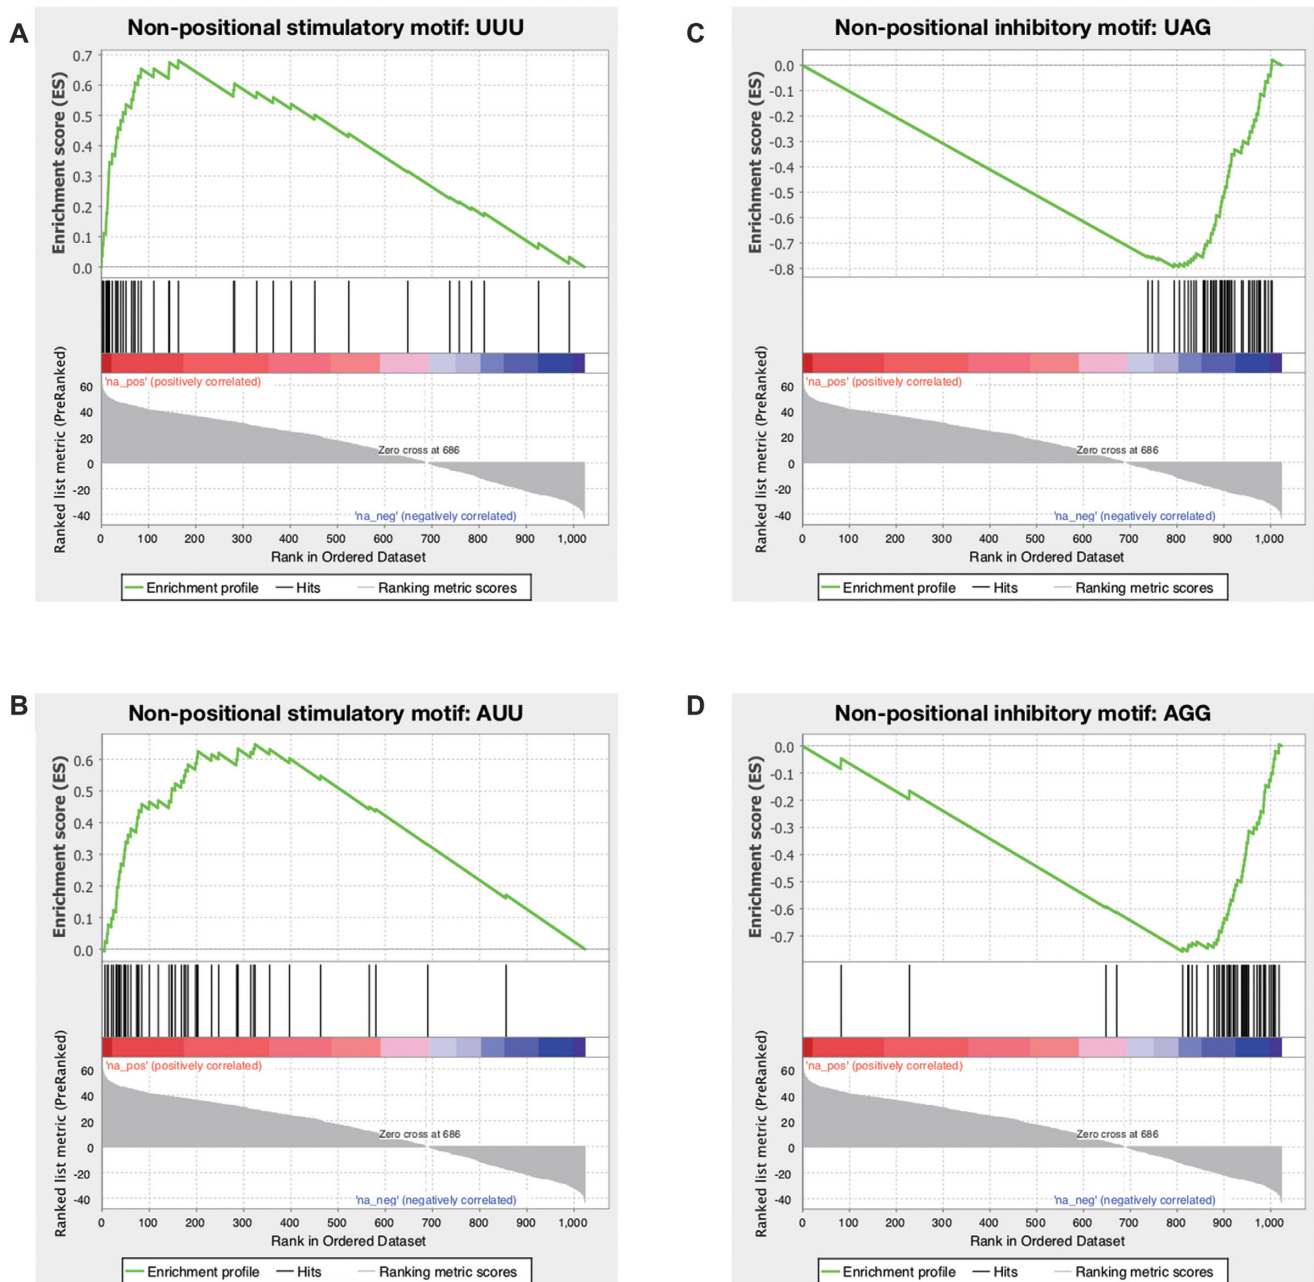 A
Non-positional stimulatory motif: UUU
Enrichment score (ES)
0.7
0.6
0.5
0.4
0.3
0.2
0.1
0.0
Ranked list metric (PreRanked)
'na_pos' (positively correlated)
60
40
20
0
-20
-40
Zero cross at 686
'na_neg' (negatively correlated)
0 100 200 300 400 500 600 700 800 900 1,000
Rank in Ordered Dataset
Enrichment profile Hits Ranking metric scores
C
Non-positional inhibitory motif: UAG
Enrichment score (ES)
0.0
-0.1
-0.2
-0.3
-0.4
-0.5
-0.6
-0.7
-0.8
Ranked list metric (PreRanked)
'na_pos' (positively correlated)
60
40
20
0
-20
-40
Zero cross at 686
'na_neg' (negatively correlated)
0 100 200 300 400 500 600 700 800 900 1,000
Rank in Ordered Dataset
Enrichment profile Hits Ranking metric scores
B
Non-positional stimulatory motif: AUU
Enrichment score (ES)
0.6
0.5
0.4
0.3
0.2
0.1
0.0
Ranked list metric (PreRanked)
'na_pos' (positively correlated)
60
40
20
0
-20
-40
Zero cross at 686
'na_neg' (negatively correlated)
0 100 200 300 400 500 600 700 800 900 1,000
Rank in Ordered Dataset
Enrichment profile Hits Ranking metric scores
D
Non-positional inhibitory motif: AGG
Enrichment score (ES)
0.0
-0.1
-0.2
-0.3
-0.4
-0.5
-0.6
-0.7
Ranked list metric (PreRanked)
'na_pos' (positively correlated)
60
40
20
0
-20
-40
Zero cross at 686
'na_neg' (negatively correlated)
0 100 200 300 400 500 600 700 800 900 1,000
Rank in Ordered Dataset
Enrichment profile Hits Ranking metric scores